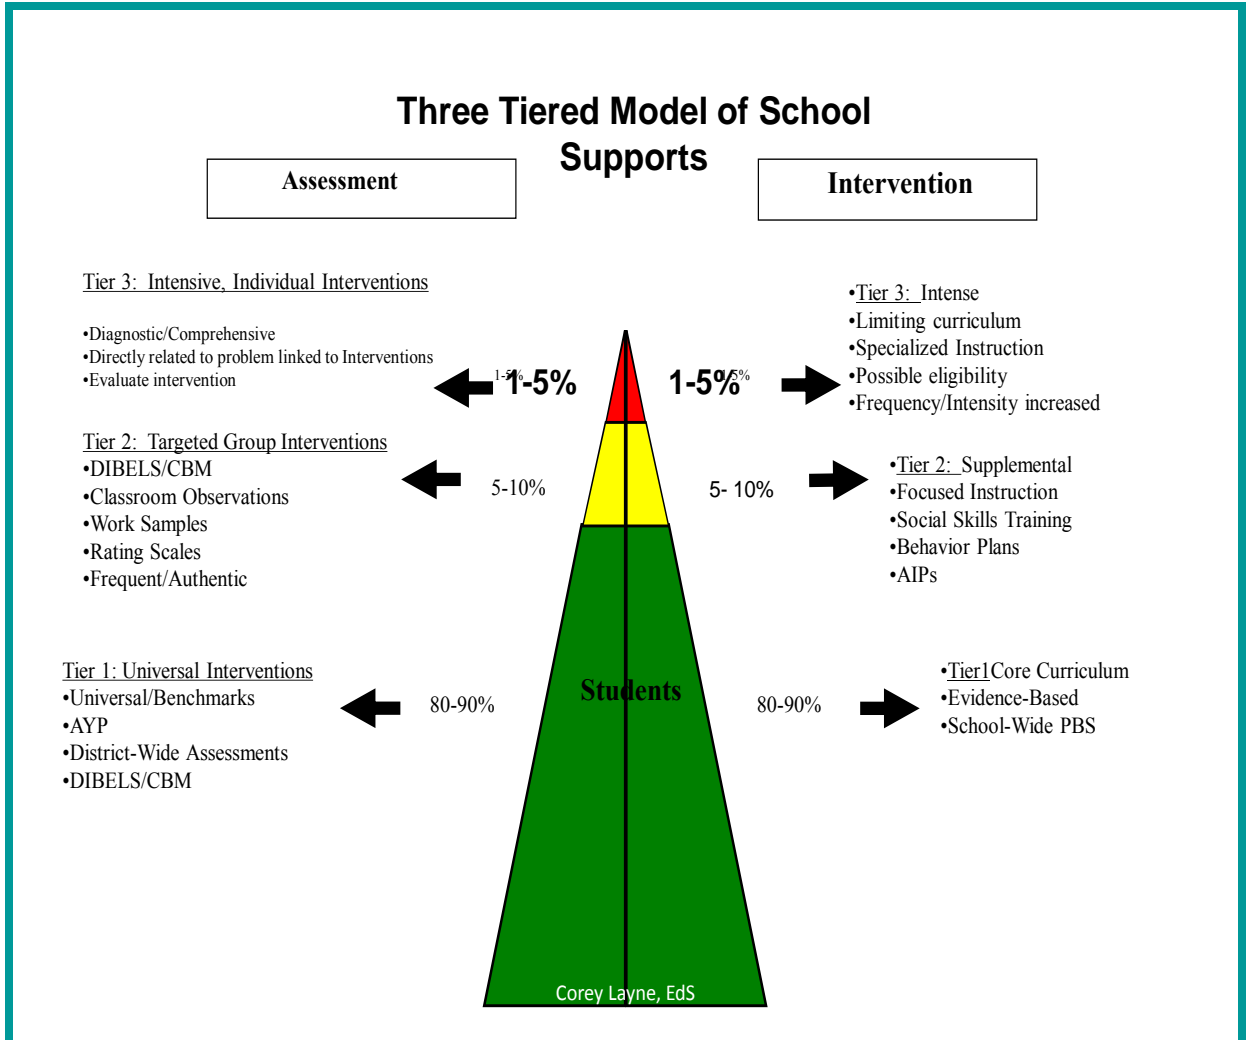 Three Tiered Model of School
Supports
Assessment
Intervention
Tier 3:  Intensive, Individual Interventions
•Diagnostic/Comprehensive
•Directly related to problem linked to Interventions
•Evaluate intervention
1-5%
1-5%
Tier 2:  Targeted Group Interventions
•DIBELS/CBM
•Classroom Observations
•Work Samples
•Rating Scales
•Frequent/Authentic
5-10%
Tier 1: Universal Interventions
•Universal/Benchmarks
•AYP
•District-Wide Assessments
•DIBELS/CBM
80-90%
Students
Corey Layne, EdS
1-5%
1-5%
•Tier 3:  Intense
•Limiting curriculum
•Specialized Instruction
•Possible eligibility
•Frequency/Intensity increased
5- 10%
•Tier 2:  Supplemental
•Focused Instruction
•Social Skills Training
•Behavior Plans
•AIPs
80-90%
•Tier1Core Curriculum
•Evidence-Based
•School-Wide PBS